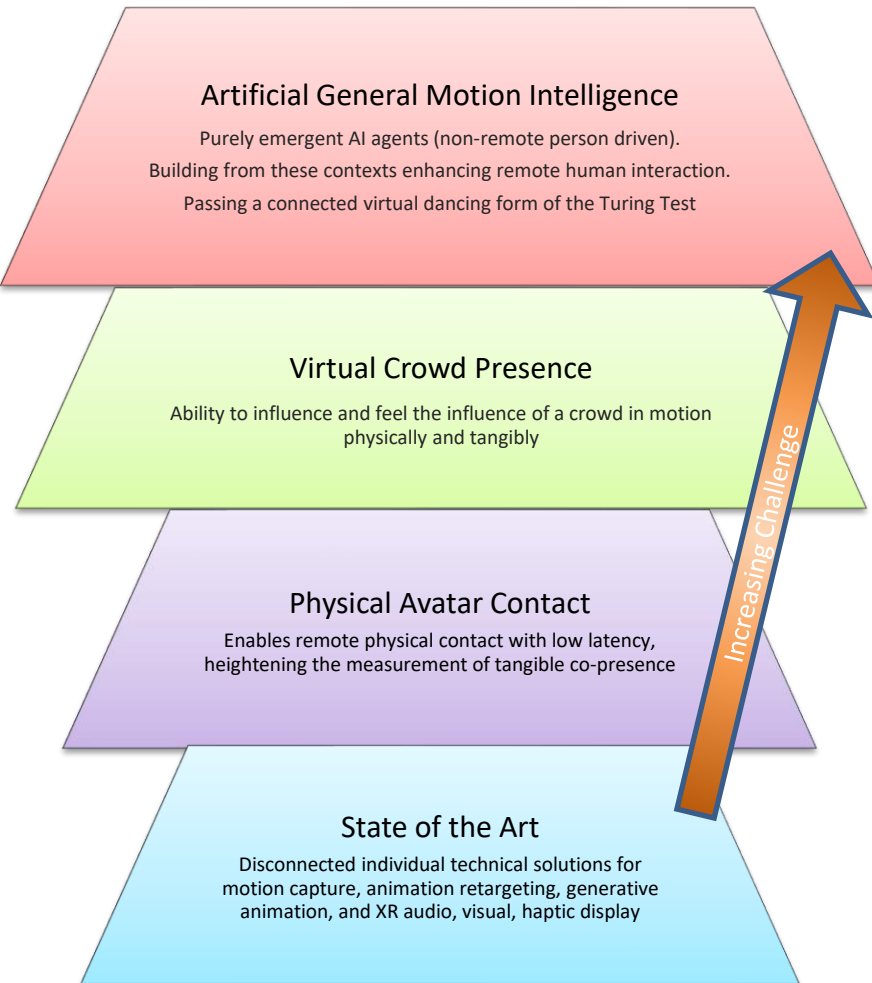 Artificial General Motion Intelligence
Purely emergent AI agents (non-remote person driven).
Building from these contexts enhancing remote human interaction.
Passing a connected virtual dancing form of the Turing Test
Virtual Crowd Presence
Ability to influence and feel the influence of a crowd in motion
physically and tangibly
Increasing Challenge
Physical Avatar Contact
Enables remote physical contact with low latency,
heightening the measurement of tangible co-presence
State of the Art
Disconnected individual technical solutions for
motion capture, animation retargeting, generative
animation, and XR audio, visual, haptic display